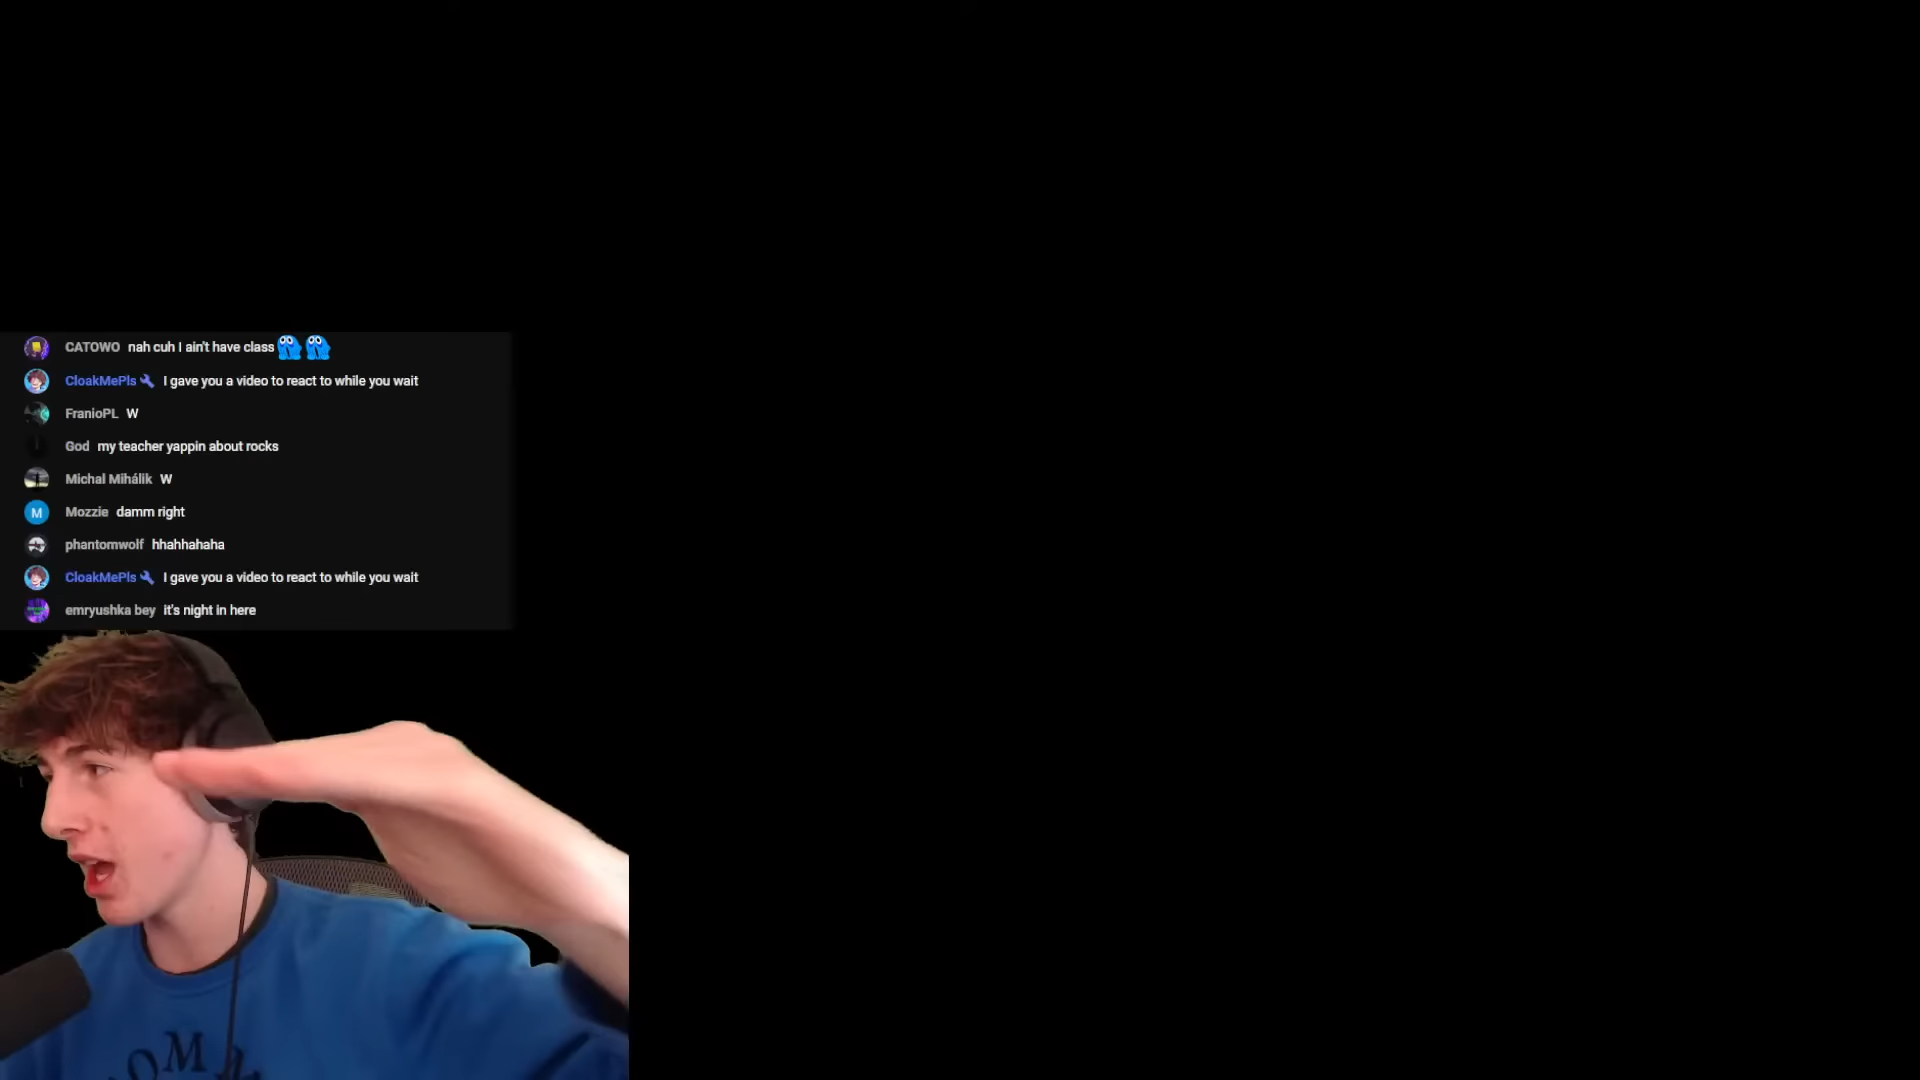 CATOWO nah cuh I ain't have class
CloakMePls I gave you a video to react to while you wait
FranioPL W
God my teacher yappin about rocks
Michal Mihálik W
M Mozzie damm right
phantomwolf hhahhahaha
CloakMePls I gave you a video to react to while you wait
emryushka bey it's night in here